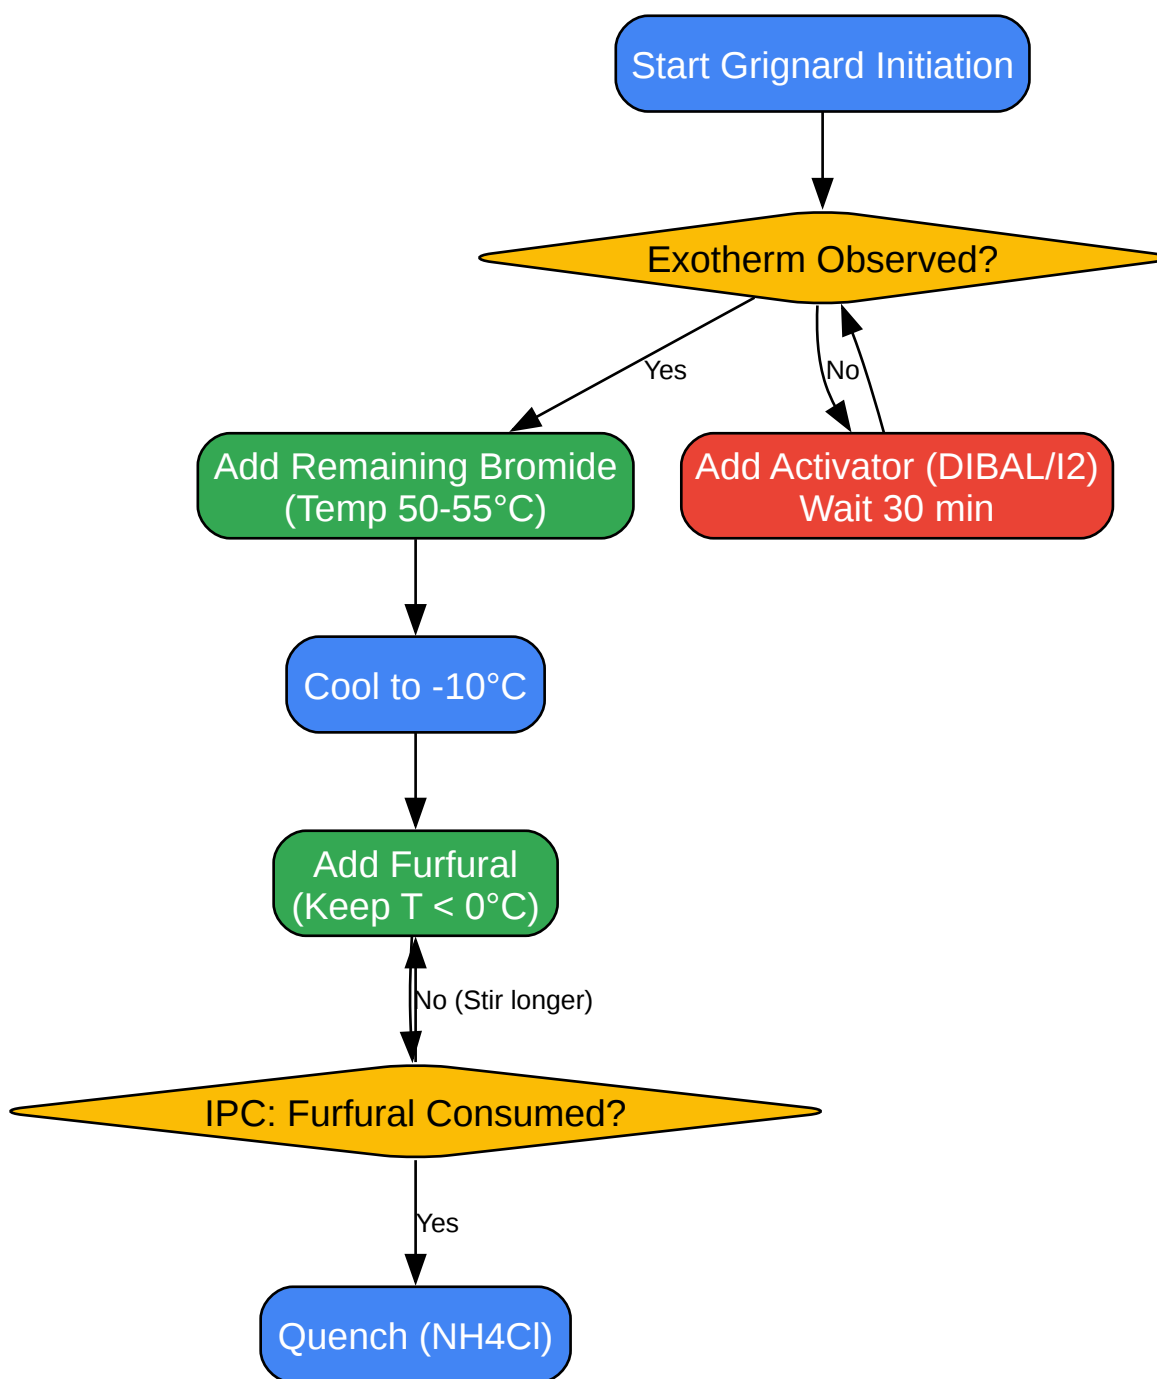 Start Grignard Initiation
Exotherm Observed?
Yes
No
Add Remaining Bromide
(Temp 50-55°C)
Add Activator (DIBAL/I2)
Wait 30 min
Cool to -10°C
Add Furfural
(Keep T < 0°C)
No (Stir longer)
IPC: Furfural Consumed?
Yes
Quench (NH4Cl)